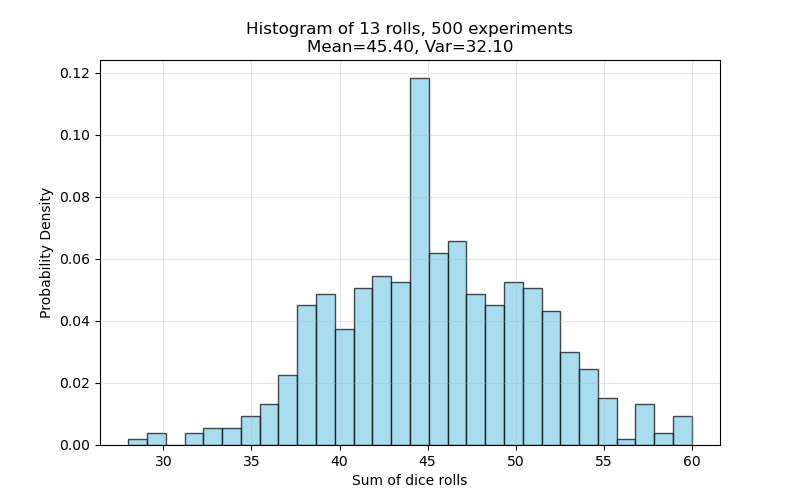 Histogram of 13 rolls, 500 experiments
Mean=45.40, Var=32.10
Probability Density
0.12
0.10
0.08
0.06
0.04
0.02
0.00
30 35 40 45 50 55 60
Sum of dice rolls